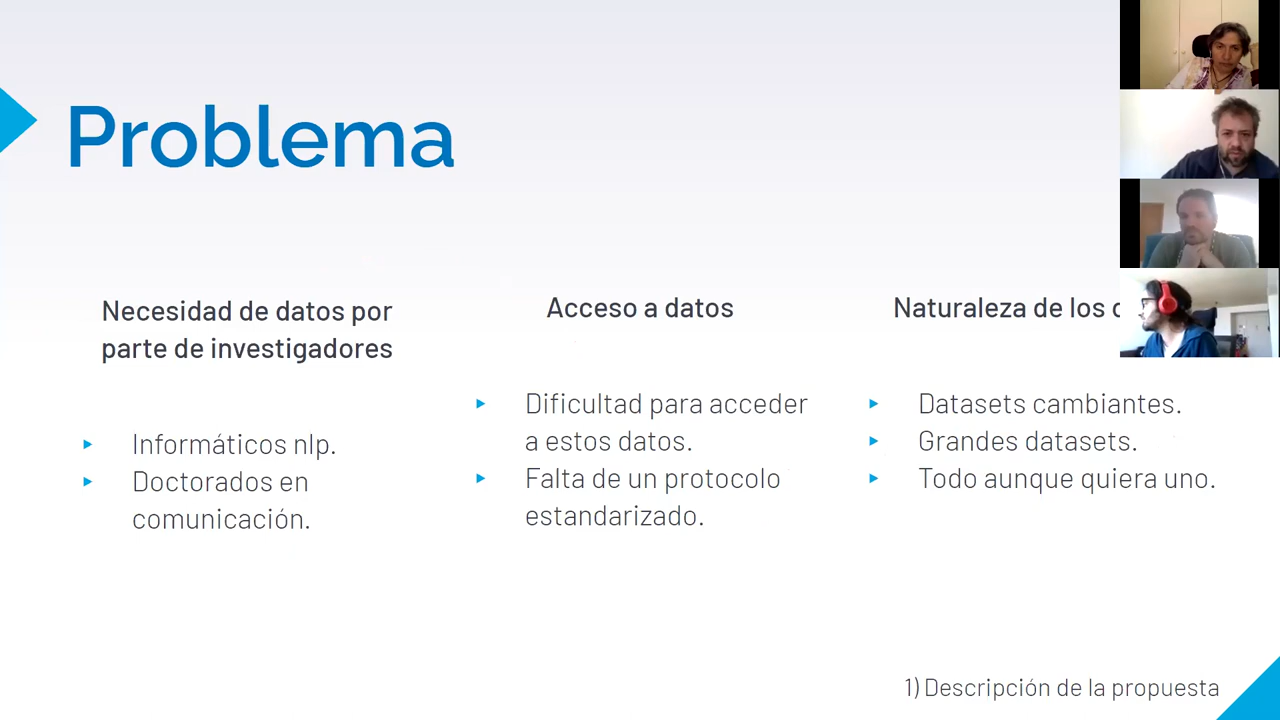 Problema
Necesidad de datos por
parte de investigadores
Informáticos nlp.
Doctorados en
comunicación.
Acceso a datos
Dificultad para acceder
a estos datos.
Falta de un protocolo
estandarizado.
Naturaleza de los
Datasets cambiantes.
Grandes datasets.
Todo aunque quiera uno.
1) Descripción de la propuesta